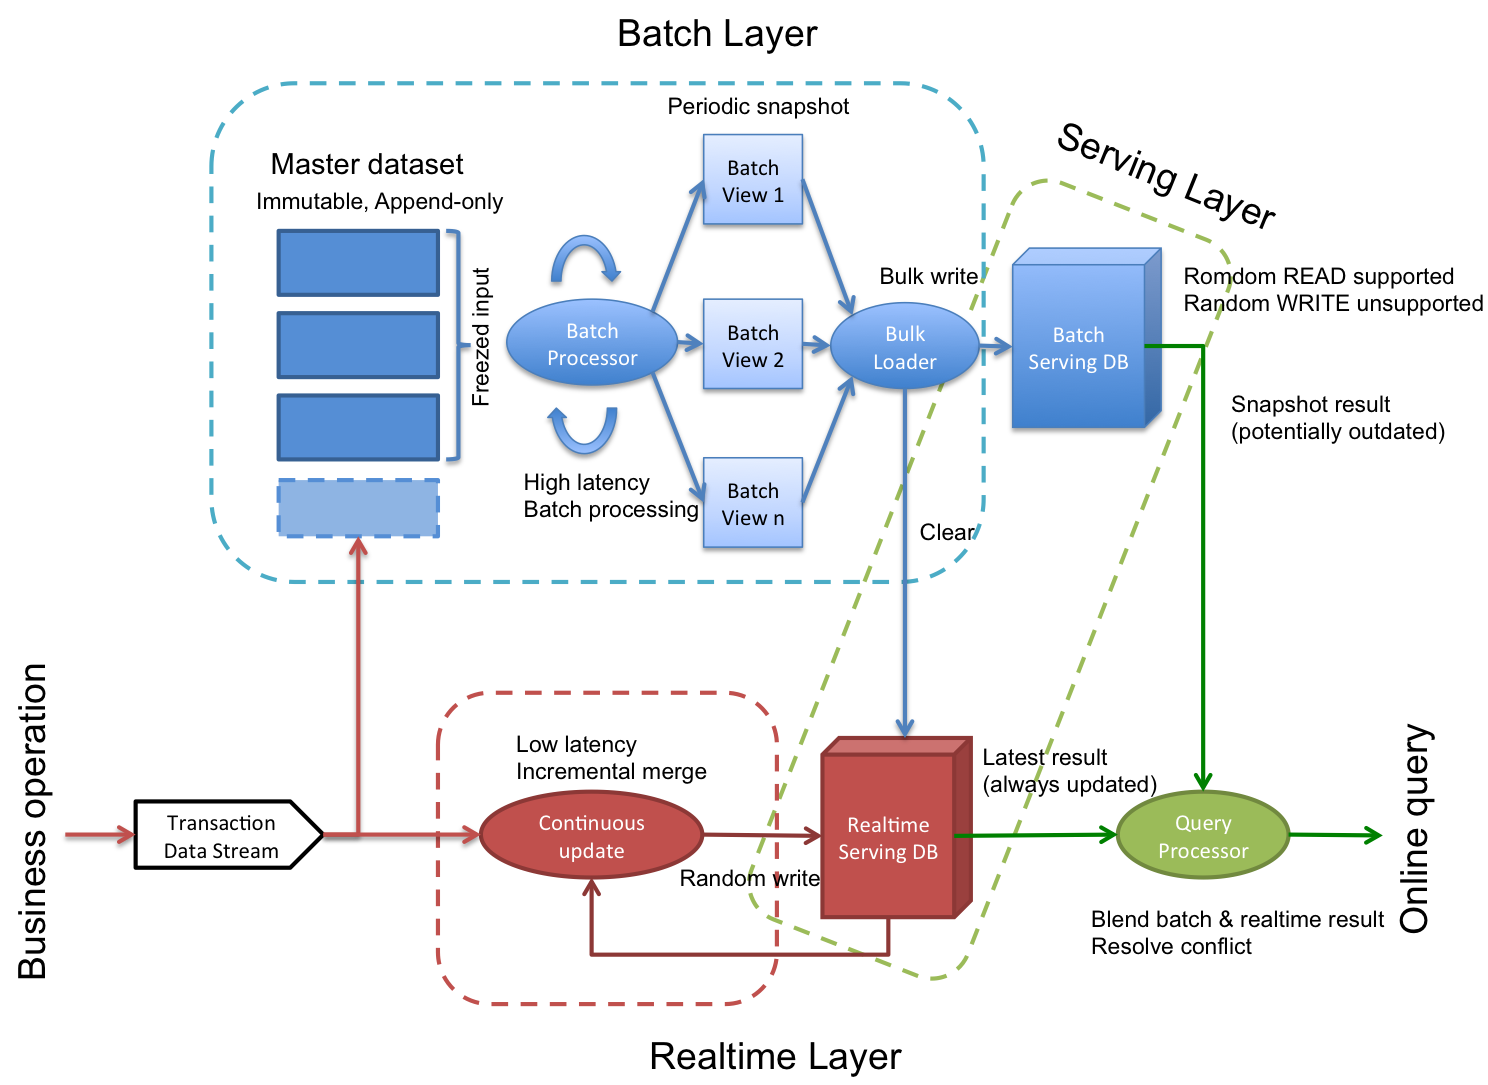 Batch Layer
Periodic snapshot
Master dataset
Immutable, Append-only
Freezed input
Batch
Processor
High latency
Batch processing
Batch
View 1
Batch
View 2
Batch
View n
Bulk write
Bulk
Loader
Clear
Serving Layer
Batch
Serving DB
Romdom READ supported
Random WRITE unsupported
Snapshot result
(potentially outdated)
Business operation
Transaction
Data Stream
Low latency
Incremental merge
Continuous
update
Random write
Realtime
Serving DB
Latest result
(always updated)
Query
Processor
Blend batch & realtime result
Resolve conflict
Online query
Realtime Layer